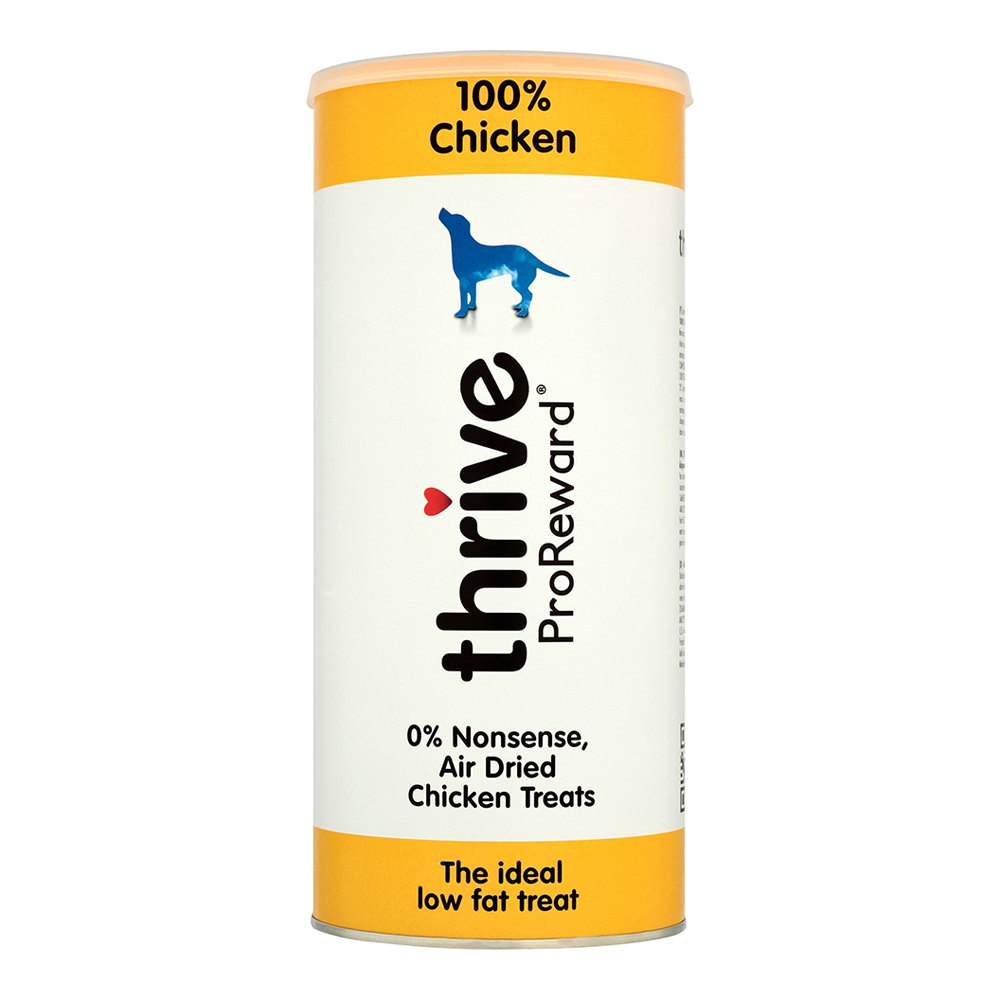 100%
Chicken
thrive
ProReward®
0% Nonsense,
Air Dried
Chicken Treats
The ideal
low fat treat